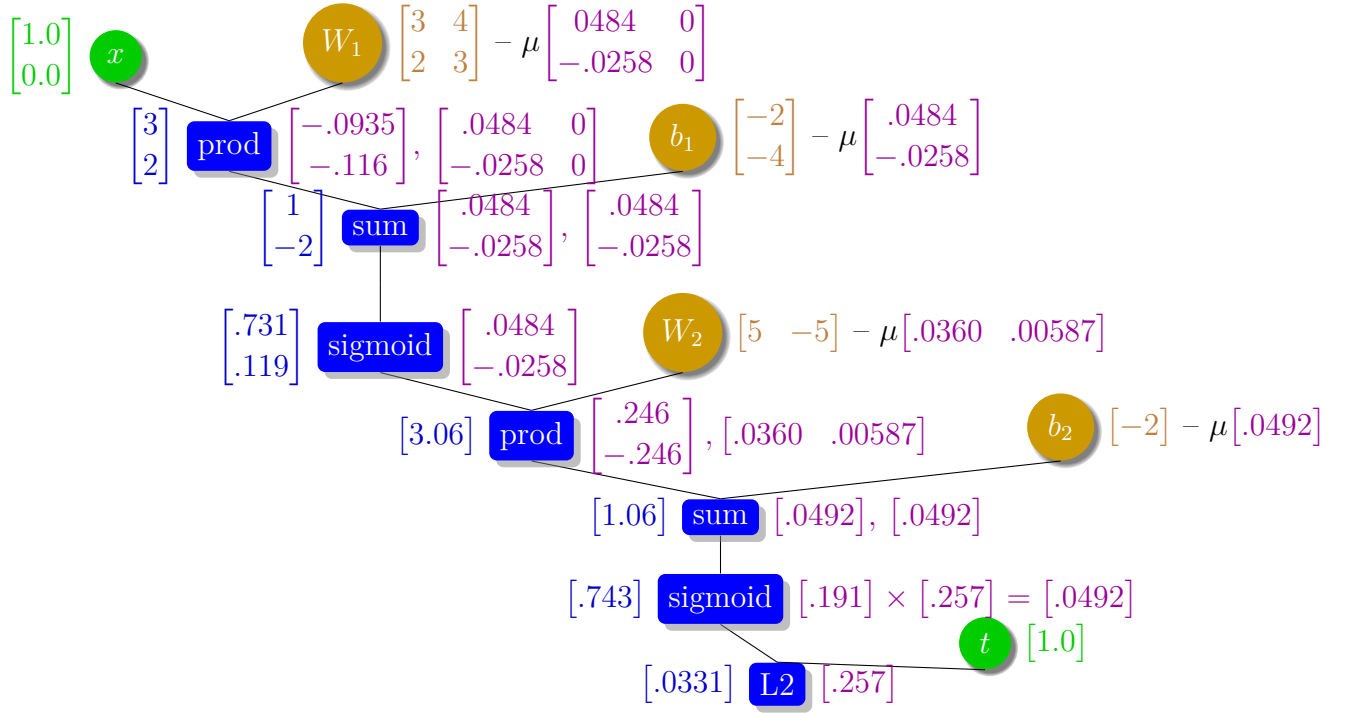 [1.0 0.0] x W₁ [3 4 2 3] – μ [0484 0 −.0258 0]
[3 2] prod [−.0935 −.116], [.0484 0 −.0258 0] b₁ [−2 −4] – μ [.0484 −.0258]
[1 −2] sum [.0484 −.0258], [.0484 −.0258]
[.731 .119] sigmoid [.0484 −.0258] W₂ [5 −5] – μ[.0360 .00587]
[3.06] prod [.246 −.246], [.0360 .00587] b₂ [−2] – μ[.0492]
[1.06] sum [.0492], [.0492]
[.743] sigmoid [.191] × [.257] = [.0492]
t [1.0]
[.0331] L2 [.257]